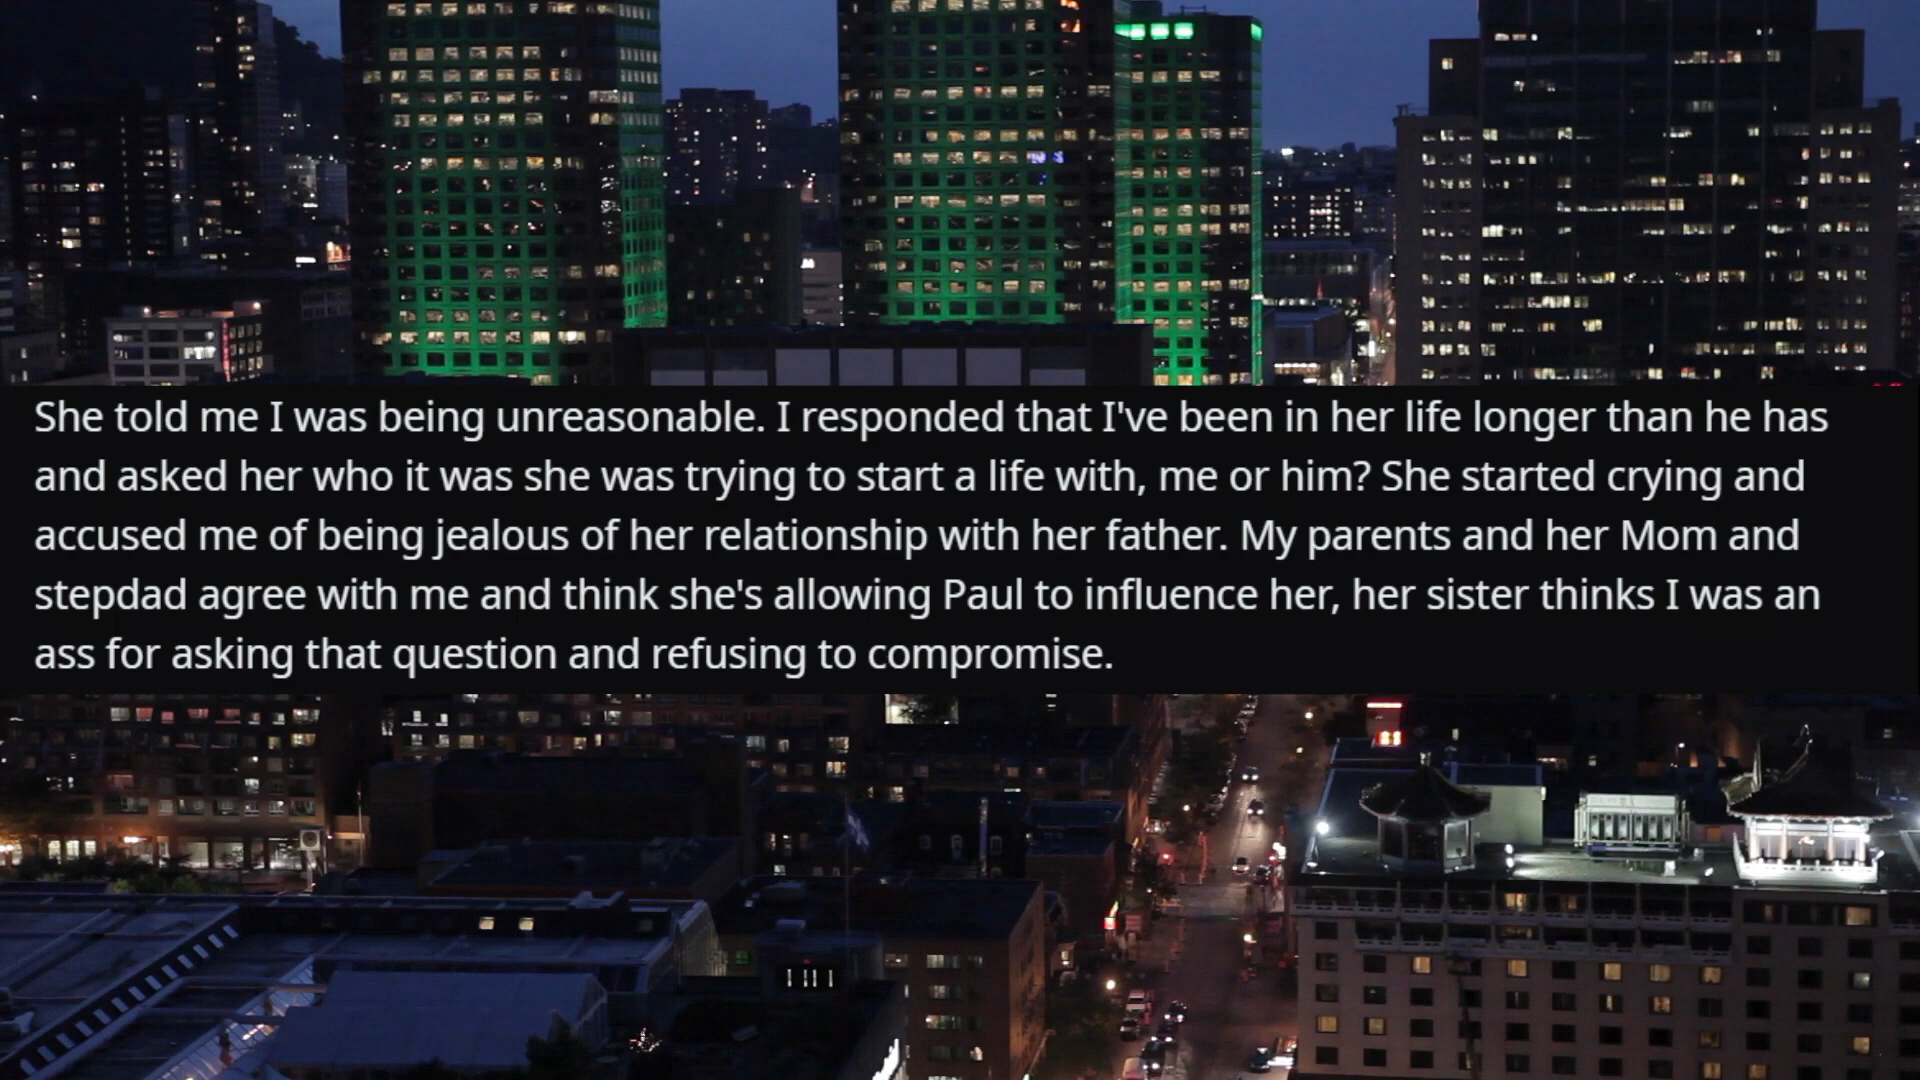 She told me I was being unreasonable. I responded that I've been in her life longer than he has
and asked her who it was she was trying to start a life with, me or him? She started crying and
accused me of being jealous of her relationship with her father. My parents and her Mom and
stepdad agree with me and think she's allowing Paul to influence her, her sister thinks I was an
ass for asking that question and refusing to compromise.